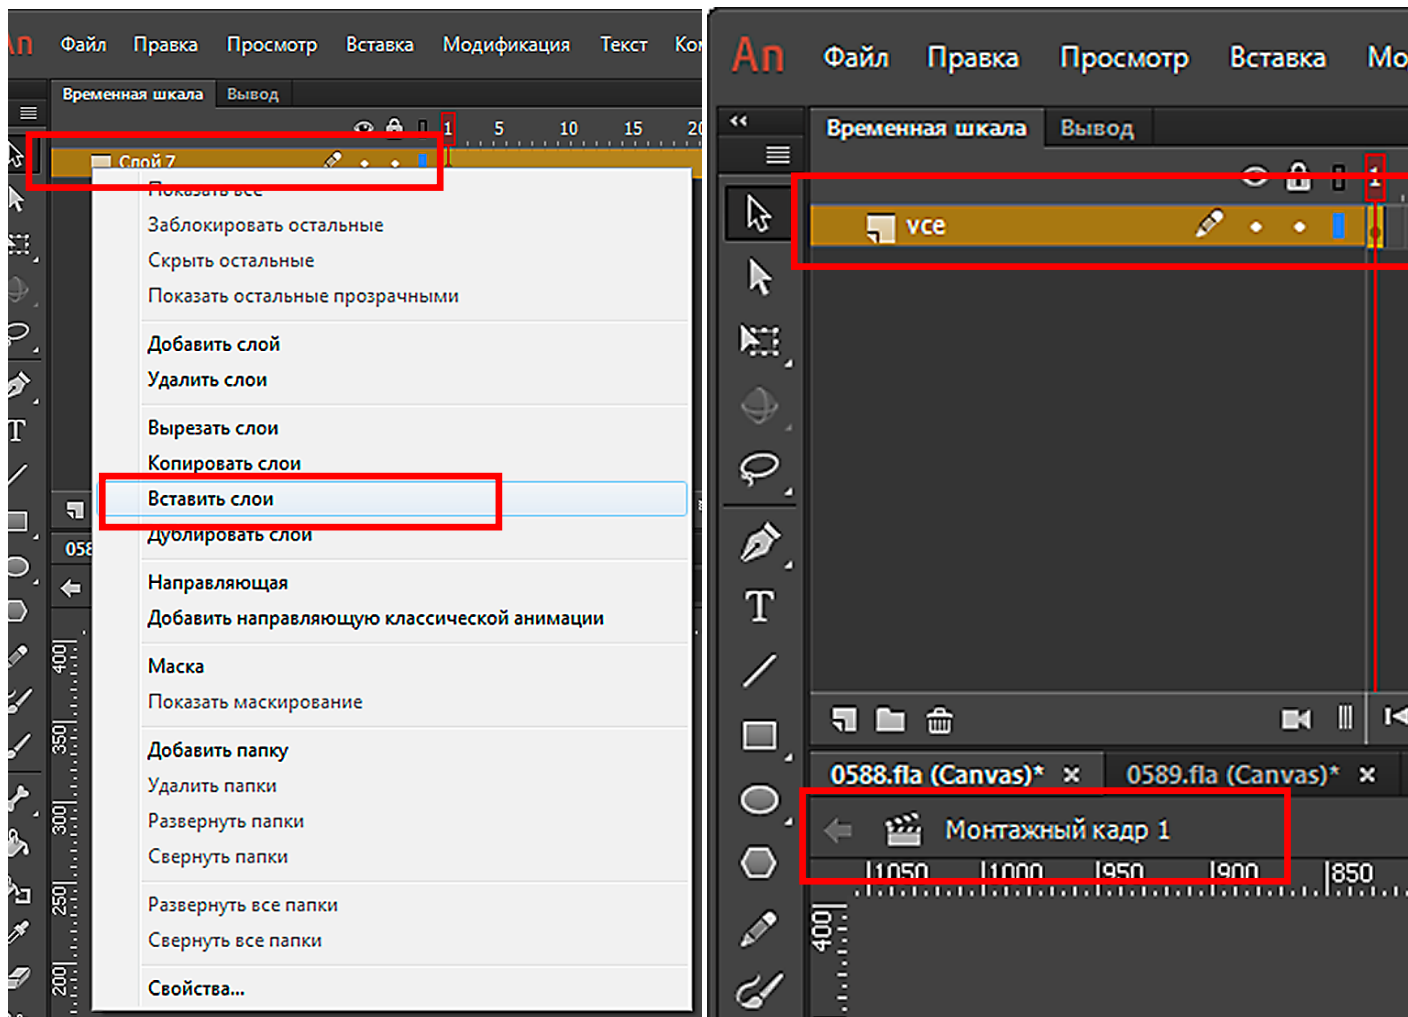 An Файл Правка Просмотр Вставка Модификация Текст
Временная шкала Вывод
1 5 10 15
Слой 7
Показать все
Заблокировать остальные
Скрыть остальные
Показать остальные прозрачными
Добавить слой
Удалить слои
Вырезать слои
Копировать слои
Вставить слои
Дублировать слои
Направляющая
Добавить направляющую классической анимации
Маска
Показать маскирование
Добавить папку
Удалить папки
Развернуть папки
Свернуть папки
Развернуть все папки
Свернуть все папки
Свойства...
058
400
350
300
250
200
An Файл Правка Просмотр Вставка Мо
Временная шкала Вывод
1
vce
0588.fla (Canvas)* × 0589.fla (Canvas)* ×
Монтажный кадр 1
1050 1000 950 900 850
400